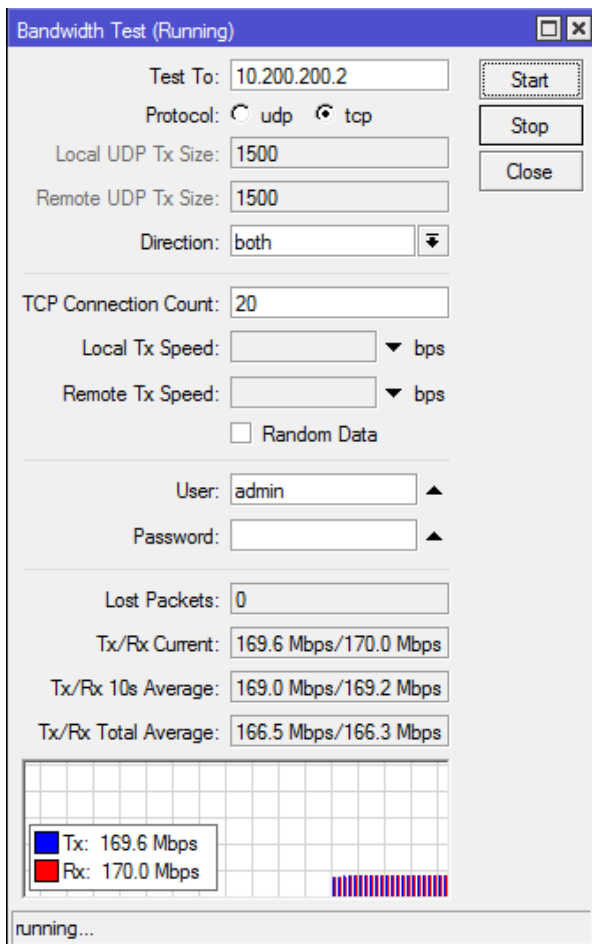 Bandwidth Test (Running)
Test To: 10.200.200.2
Start
Protocol: udp tcp
Stop
Local UDP Tx Size: 1500
Close
Remote UDP Tx Size: 1500
Direction: both
TCP Connection Count: 20
Local Tx Speed: bps
Remote Tx Speed: bps
Random Data
User: admin
Password:
Lost Packets: 0
Tx/Rx Current: 169.6 Mbps/170.0 Mbps
Tx/Rx 10s Average: 169.0 Mbps/169.2 Mbps
Tx/Rx Total Average: 166.5 Mbps/166.3 Mbps
Tx: 169.6 Mbps
Rx: 170.0 Mbps
running...